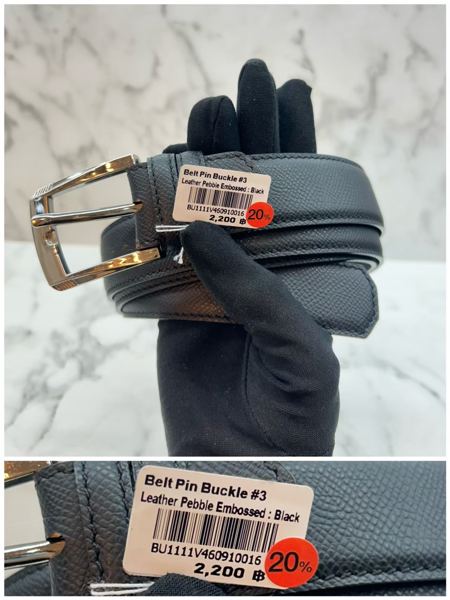 Belt Pin Buckle #3
Leather Pebble Embossed : Black
BU1111V460910016
2,200 ฿
20%
Belt Pin Buckle #3
Leather Pebble Embossed : Black
BU1111V460910016
2,200 ฿
20%